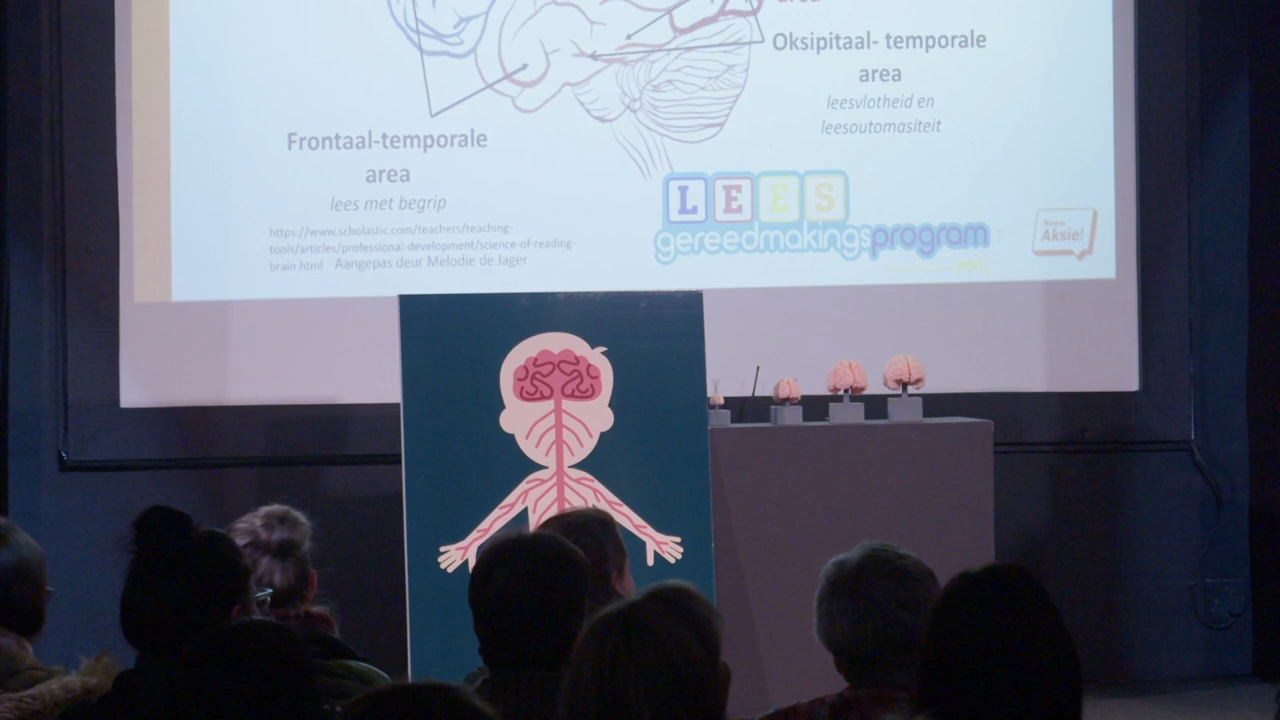 area
Oksipitaal- temporale
area
leesvlotheid en
leesoutomasiteit
Frontaal-temporale
area
lees met begrip
https://www.scholastic.com/teachers/teaching-
tools/articles/professional-development/science-of-reading-
brain.html Aangepas deur Melodie de Jager
LEES
gereedmakingsprogram
Aksie!